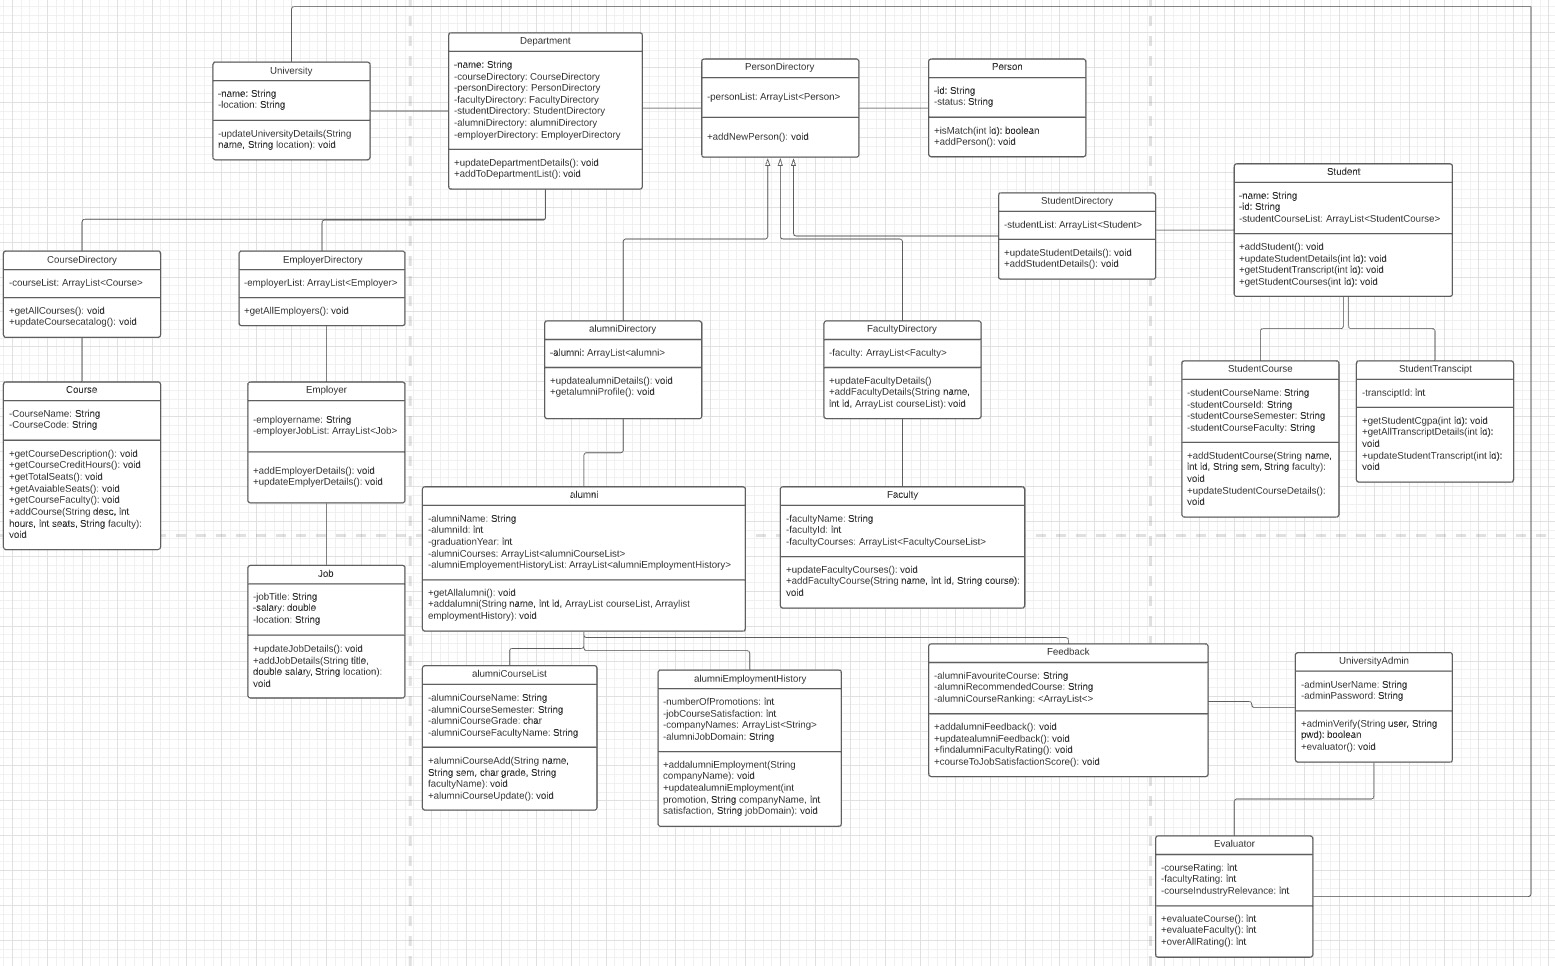 University
-name: String
-location: String
-updateUniversityDetails(String
name, String location): void
Department
-name: String
-courseDirectory: CourseDirectory
-personDirectory: PersonDirectory
-facultyDirectory: FacultyDirectory
-studentDirectory: StudentDirectory
-alumniDirectory: alumniDirectory
-employerDirectory: EmployerDirectory
+updateDepartmentDetails(): void
+addToDepartmentList(): void
PersonDirectory
-personList: ArrayList<Person>
+addNewPerson(): void
Person
-id: String
-status: String
+isMatch(int id): boolean
+addPerson(): void
StudentDirectory
-studentList: ArrayList<Student>
+updateStudentDetails(): void
+addStudentDetails(): void
Student
-name: String
-id: String
-studentCourseList: ArrayList<StudentCourse>
+addStudent(): void
+updateStudentDetails(int id): void
+getStudentTranscript(int id): void
+getStudentCourses(int id): void
CourseDirectory
-courseList: ArrayList<Course>
+getAllCourses(): void
+updateCoursecatalog(): void
EmployerDirectory
-employerList: ArrayList<Employer>
+getAllEmployers(): void
alumniDirectory
-alumni: ArrayList<alumni>
+updatealumniDetails(): void
+getalumniProfile(): void
FacultyDirectory
-faculty: ArrayList<Faculty>
+updateFacultyDetails()
+addFacultyDetails(String name,
int id, ArrayList courseList): void
StudentCourse
-studentCourseName: String
-studentCourseId: String
-studentCourseSemester: String
-studentCourseFaculty: String
+addStudentCourse(String name,
int id, String sem, String faculty):
void
+updateStudentCourseDetails():
void
StudentTranscipt
-transciptId: int
+getStudentCgpa(int id): void
+getAllTranscriptDetails(int id):
void
+updateStudentTranscript(int id):
void
Course
-CourseName: String
-CourseCode: String
+getCourseDescription(): void
+getCourseCreditHours(): void
+getTotalSeats(): void
+getAvaiableSeats(): void
+getCourseFaculty(): void
+addCourse(String desc, int
hours, int seats, String faculty):
void
Employer
-employername: String
-employerJobList: ArrayList<Job>
+addEmployerDetails(): void
+updateEmplyerDetails(): void
alumni
-alumniName: String
-alumniId: int
-graduationYear: int
-alumniCourses: ArrayList<alumniCourseList>
-alumniEmployementHistoryList: ArrayList<alumniEmploymentHistory>
+getAllalumni(): void
+addalumni(String name, int id, ArrayList courseList, Arraylist
employmentHistory): void
Faculty
-facultyName: String
-facultyId: int
-facultyCourses: ArrayList<FacultyCourseList>
+updateFacultyCourses(): void
+addFacultyCourse(String name, int id, String course):
void
Job
-jobTitle: String
-salary: double
-location: String
+updateJobDetails(): void
+addJobDetails(String title,
double salary, String location):
void
alumniCourseList
-alumniCourseName: String
-alumniCourseSemester: String
-alumniCourseGrade: char
-alumniCourseFacultyName: String
+alumniCourseAdd(String name,
String sem, char grade, String
facultyName): void
+alumniCourseUpdate(): void
alumniEmploymentHistory
-numberOfPromotions: int
-jobCourseSatisfaction: int
-companyNames: ArrayList<String>
-alumniJobDomain: String
+addalumniEmployment(String
companyName): void
+updatealumniEmployment(int
promotion, String companyName, int
satisfaction, String jobDomain): void
Feedback
-alumniFavouriteCourse: String
-alumniRecommendedCourse: String
-alumniCourseRanking: <ArrayList<>
+addalumniFeedback(): void
+updatealumniFeedback(): void
+findalumniFacultyRating(): void
+courseToJobSatisfactionScore(): void
UniversityAdmin
-adminUserName: String
-adminPassword: String
+adminVerify(String user, String
pwd): boolean
+evaluator(): void
Evaluator
-courseRating: int
-facultyRating: int
-courseIndustryRelevance: int
+evaluateCourse(): int
+evaluateFaculty(): int
+overAllRating(): int